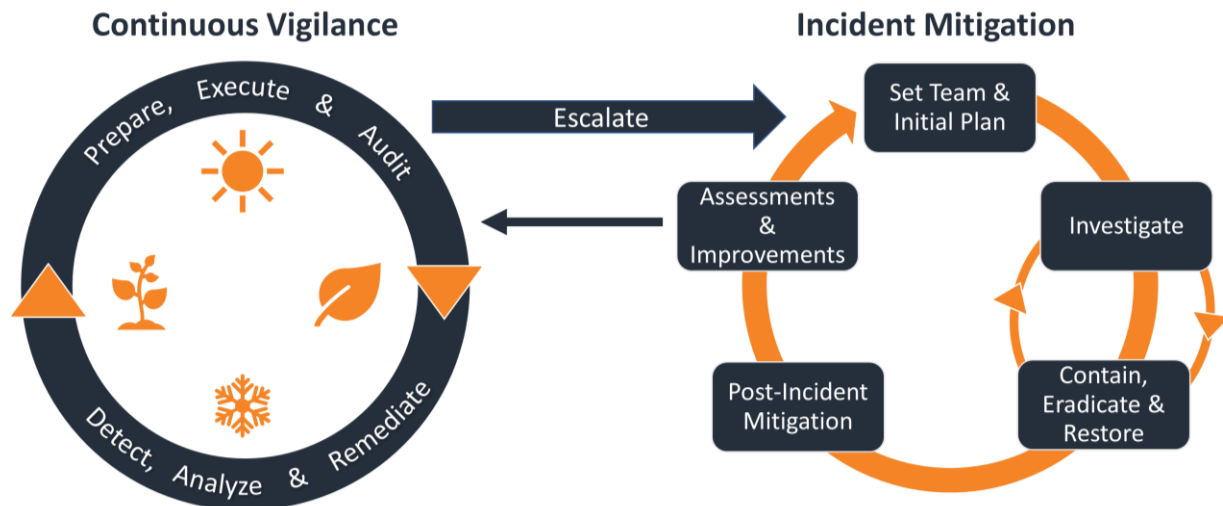 Continuous Vigilance
Incident Mitigation
Prepare, Execute & Audit
Detect, Analyze & Remediate
Escalate
Set Team &
Initial Plan
Investigate
Contain,
Eradicate &
Restore
Post-Incident
Mitigation
Assessments
&
Improvements